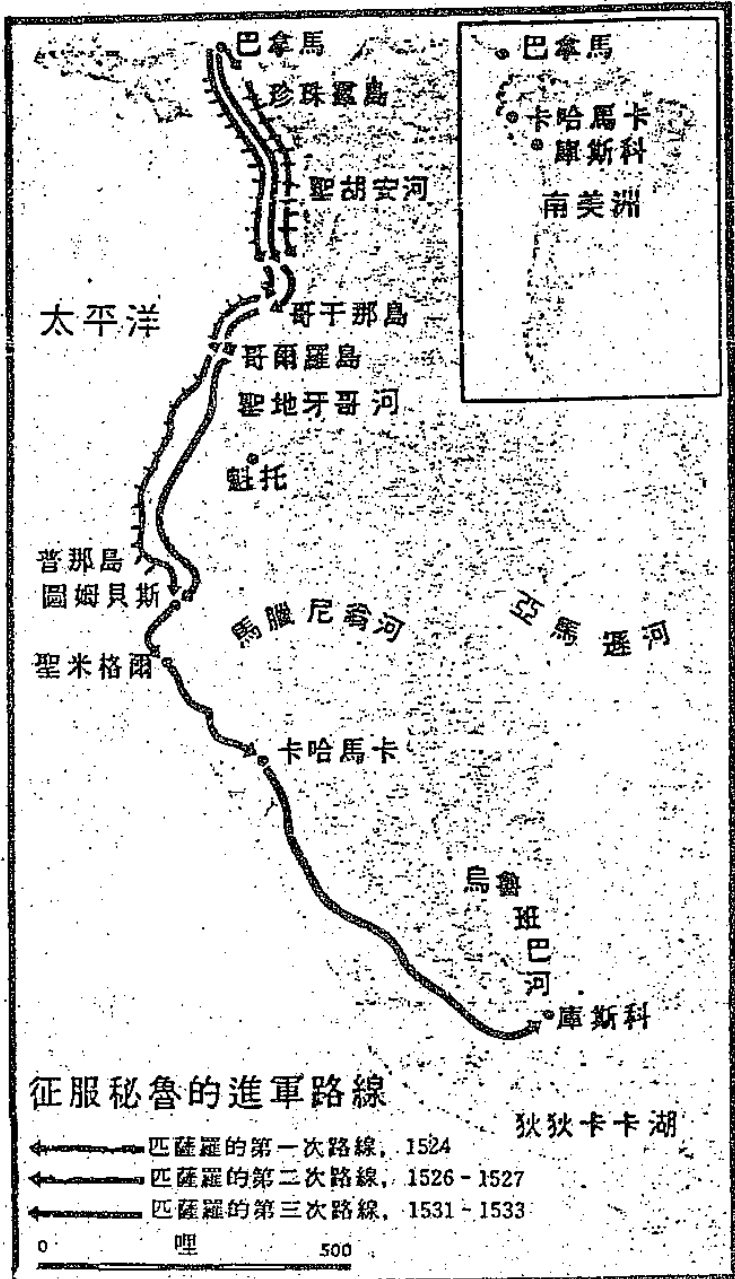 巴拿馬
珍珠羣島
聖胡安河
太平洋
哥干那島
哥爾羅島
聖地牙哥河
魁托
普那島
圖姆貝斯
聖米格爾
馬臘尼翁河
亞馬遜河
卡哈馬卡
烏魯班巴河
庫斯科
狄狄卡卡湖
巴拿馬
卡哈馬卡
庫斯科
南美洲
征服秘魯的進軍路線
匹薩羅的第一次路線, 1524
匹薩羅的第二次路線, 1526-1527
匹薩羅的第三次路線, 1531-1533
0 哩 500